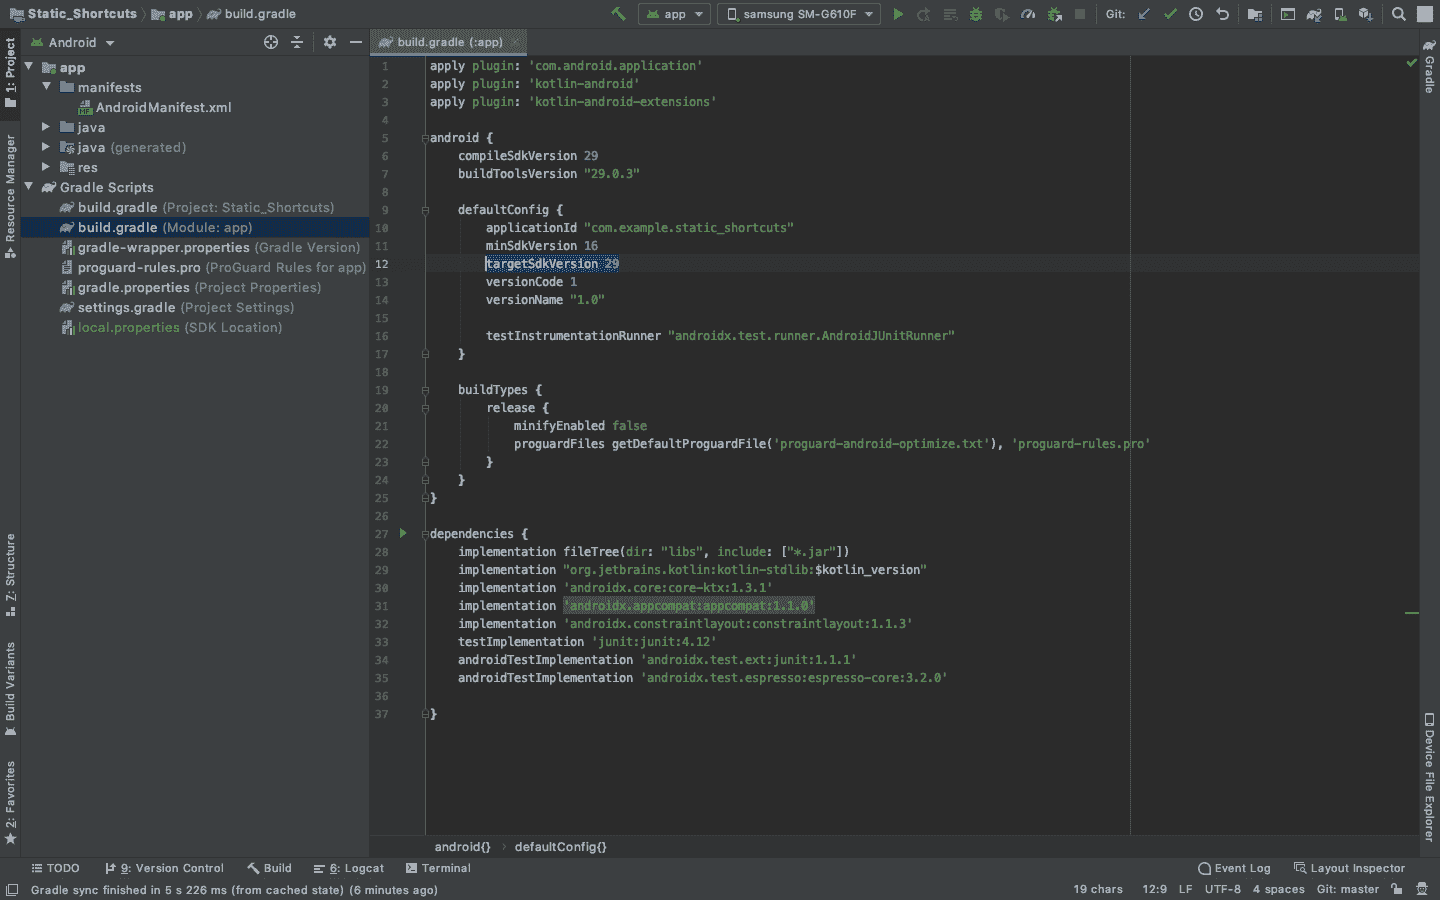 Static_Shortcuts app build.gradle
app samsung SM-G610F Git:
1: Project
Resource Manager
Z: Structure
Build Variants
2: Favorites
Android
app
manifests
AndroidManifest.xml
java
java (generated)
res
Gradle Scripts
build.gradle (Project: Static_Shortcuts)
build.gradle (Module: app)
gradle-wrapper.properties (Gradle Version)
proguard-rules.pro (ProGuard Rules for app)
gradle.properties (Project Properties)
settings.gradle (Project Settings)
local.properties (SDK Location)
build.gradle (:app)
1 apply plugin: 'com.android.application'
2 apply plugin: 'kotlin-android'
3 apply plugin: 'kotlin-android-extensions'
4
5 android {
6 compileSdkVersion 29
7 buildToolsVersion "29.0.3"
8
9 defaultConfig {
10 applicationId "com.example.static_shortcuts"
11 minSdkVersion 16
12 targetSdkVersion 29
13 versionCode 1
14 versionName "1.0"
15
16 testInstrumentationRunner "androidx.test.runner.AndroidJUnitRunner"
17 }
18
19 buildTypes {
20 release {
21 minifyEnabled false
22 proguardFiles getDefaultProguardFile('proguard-android-optimize.txt'), 'proguard-rules.pro'
23 }
24 }
25 }
26
27 dependencies {
28 implementation fileTree(dir: "libs", include: ["*.jar"])
29 implementation "org.jetbrains.kotlin:kotlin-stdlib:$kotlin_version"
30 implementation 'androidx.core:core-ktx:1.3.1'
31 implementation 'androidx.appcompat:appcompat:1.1.0'
32 implementation 'androidx.constraintlayout:constraintlayout:1.1.3'
33 testImplementation 'junit:junit:4.12'
34 androidTestImplementation 'androidx.test.ext:junit:1.1.1'
35 androidTestImplementation 'androidx.test.espresso:espresso-core:3.2.0'
36
37 }
android{} defaultConfig{}
Gradle
Device File Explorer
TODO 9: Version Control Build 6: Logcat Terminal Event Log Layout Inspector
Gradle sync finished in 5 s 226 ms (from cached state) (6 minutes ago) 19 chars 12:9 LF UTF-8 4 spaces Git: master